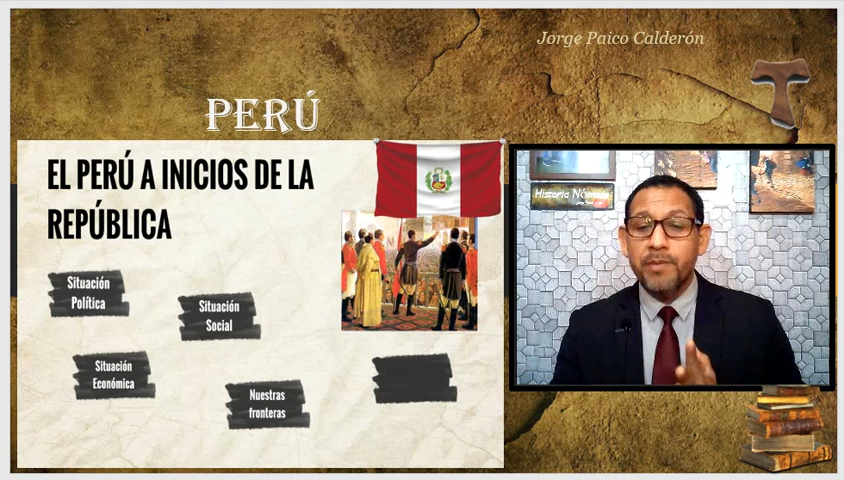 Jorge Paico Calderón
PERÚ
EL PERÚ A INICIOS DE LA
REPÚBLICA
Situación
Política
Situación
Social
Situación
Económica
Nuestras
fronteras
Historia